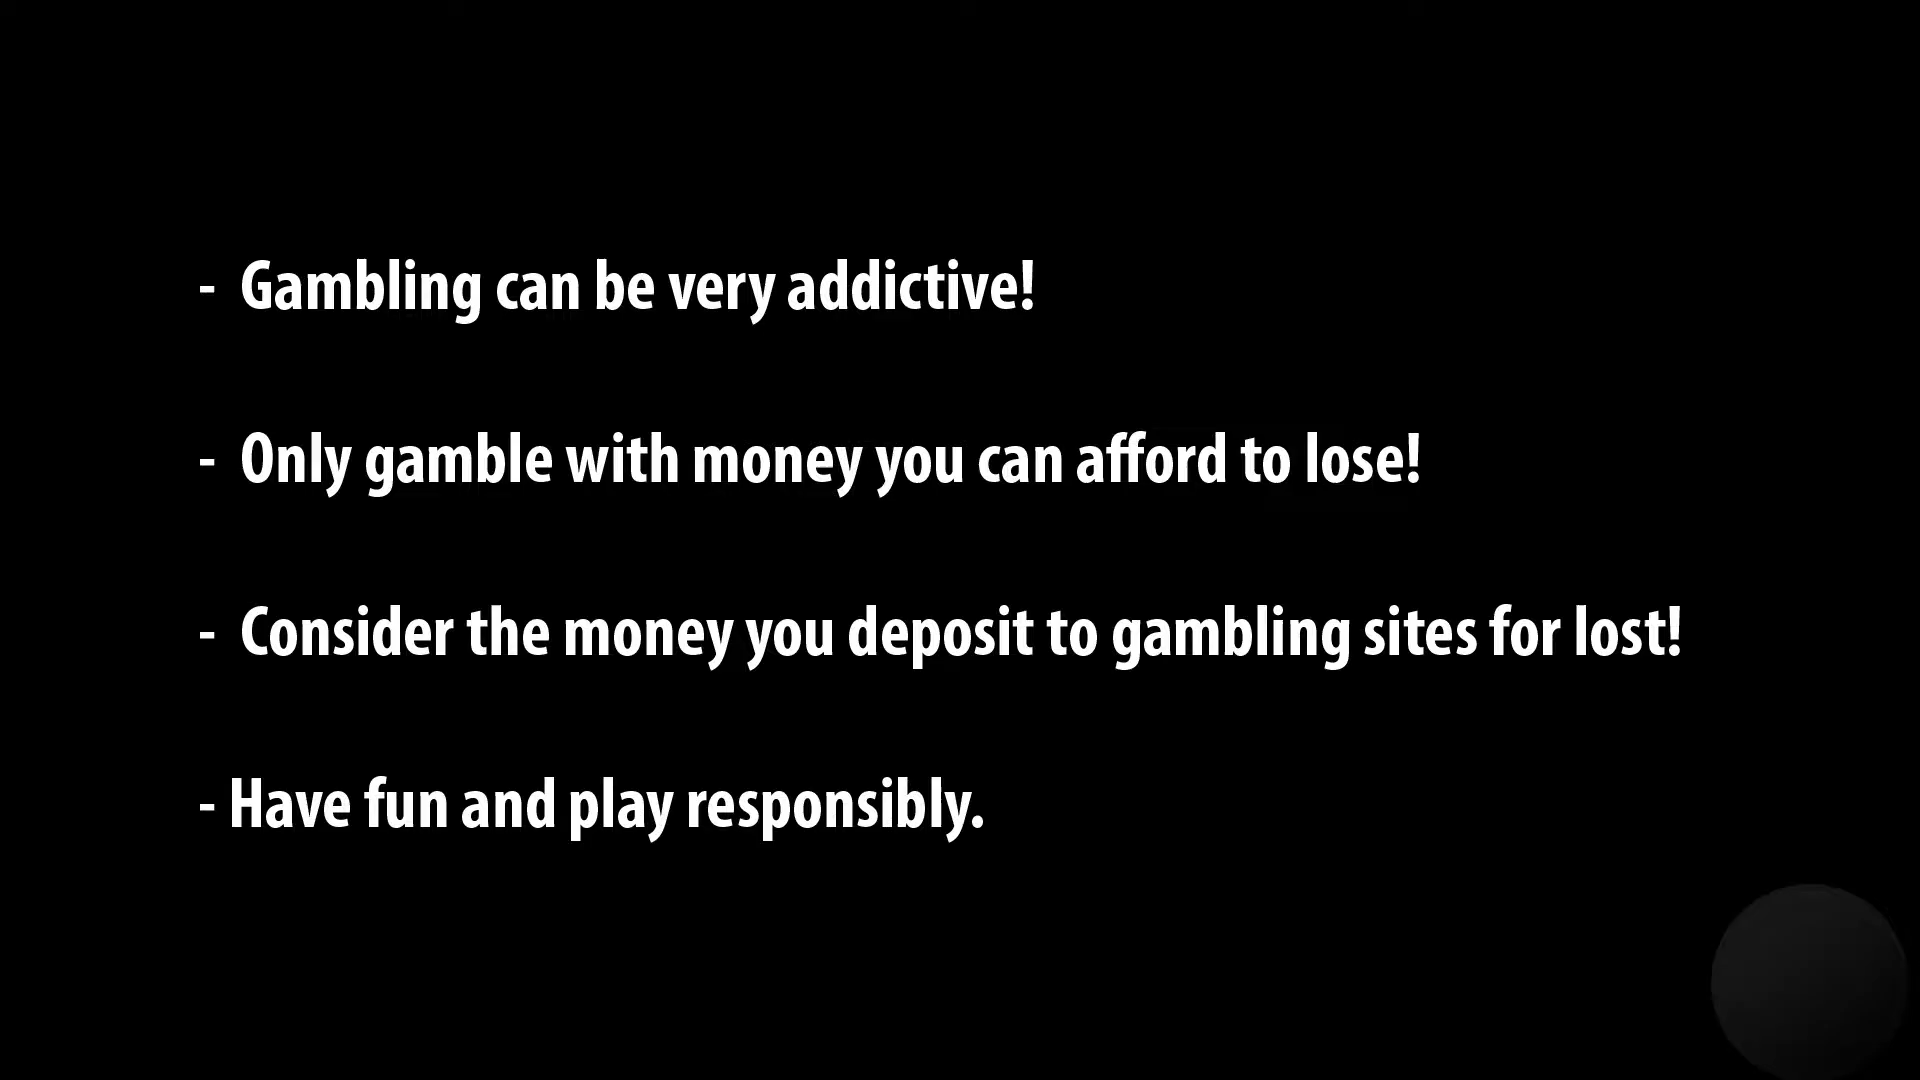 - Gambling can be very addictive!
- Only gamble with money you can afford to lose!
- Consider the money you deposit to gambling sites for lost!
- Have fun and play responsibly.